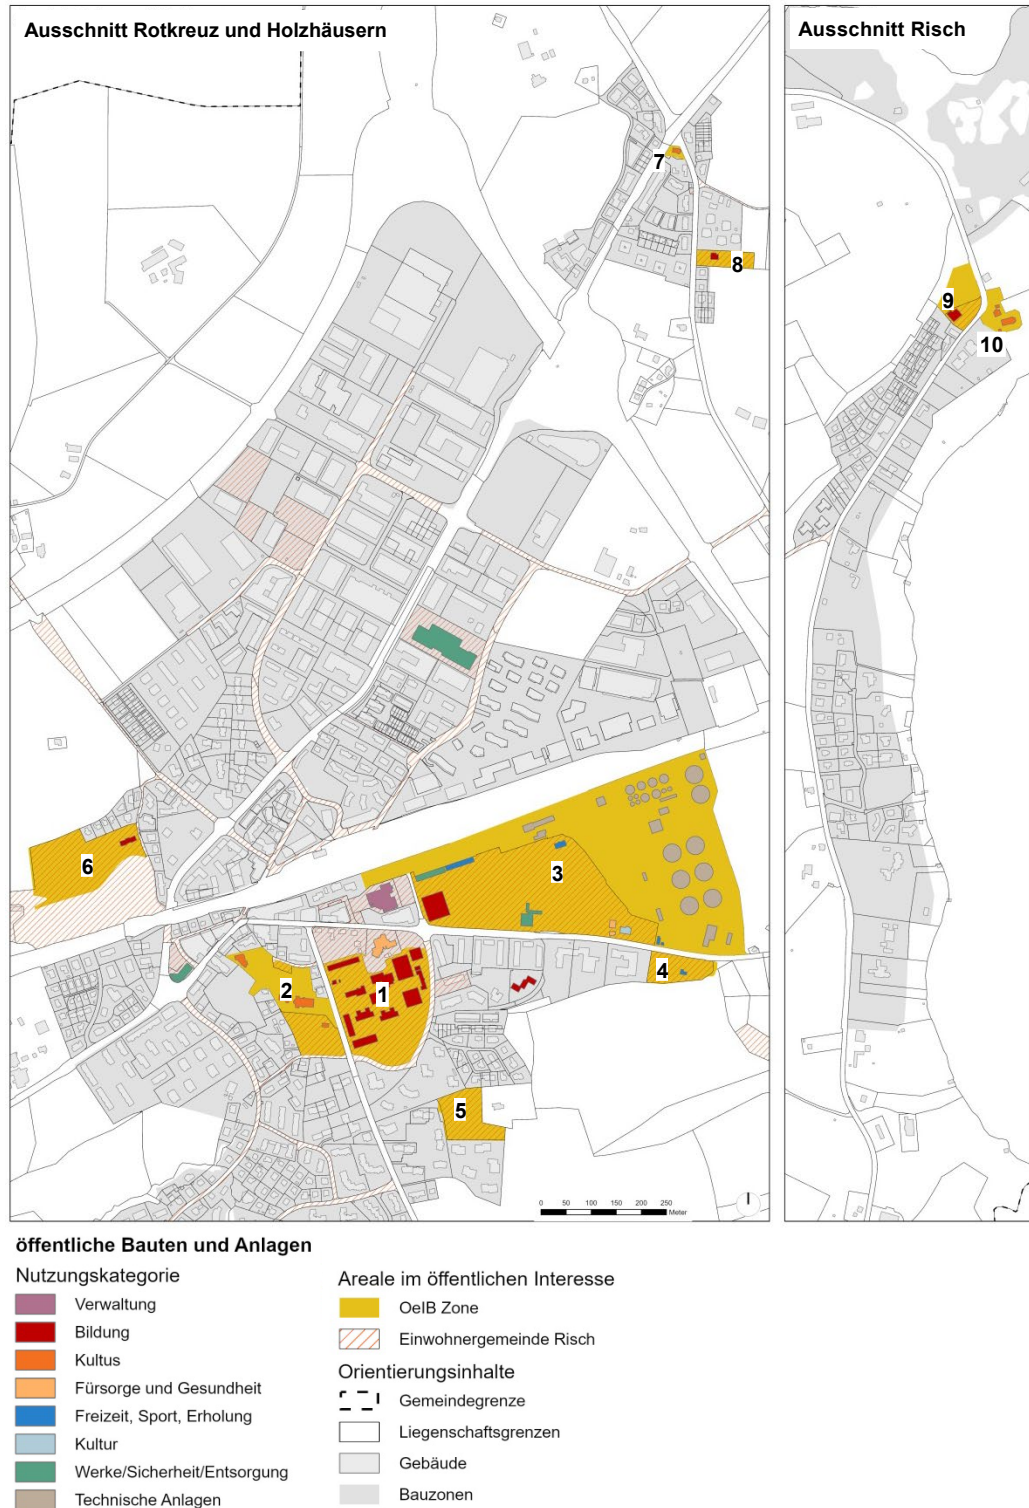 Ausschnitt Rotkreuz und Holzhäusern
Ausschnitt Risch
7
8
9
10
6
3
4
2
1
5
0 50 100 150 200 250 Meter
öffentliche Bauten und Anlagen
Nutzungskategorie
Verwaltung
Bildung
Kultus
Fürsorge und Gesundheit
Freizeit, Sport, Erholung
Kultur
Werke/Sicherheit/Entsorgung
Technische Anlagen
Areale im öffentlichen Interesse
OeIB Zone
Einwohnergemeinde Risch
Orientierungsinhalte
Gemeindegrenze
Liegenschaftsgrenzen
Gebäude
Bauzonen